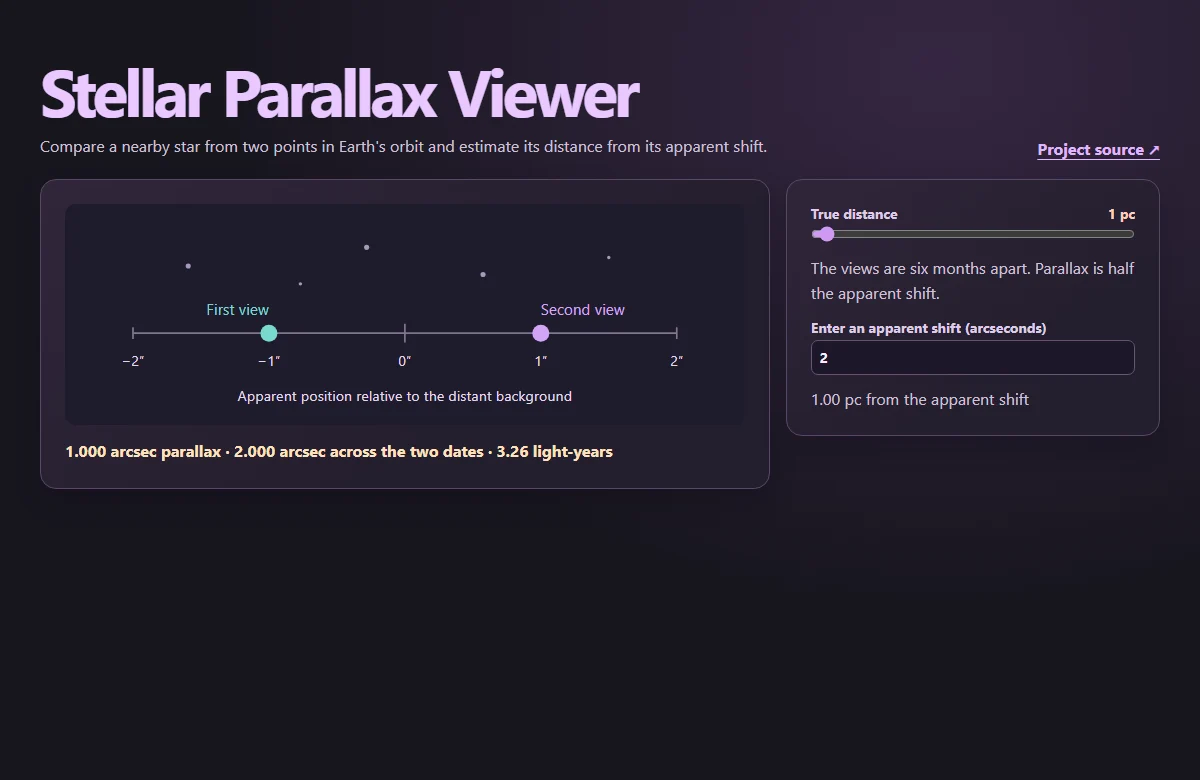 Stellar Parallax Viewer
Compare a nearby star from two points in Earth's orbit and estimate its distance from its apparent shift.
Project source ↗
First view
Second view
−2″
−1″
0″
1″
2″
Apparent position relative to the distant background
1.000 arcsec parallax · 2.000 arcsec across the two dates · 3.26 light-years
True distance
1 pc
The views are six months apart. Parallax is half
the apparent shift.
Enter an apparent shift (arcseconds)
2
1.00 pc from the apparent shift